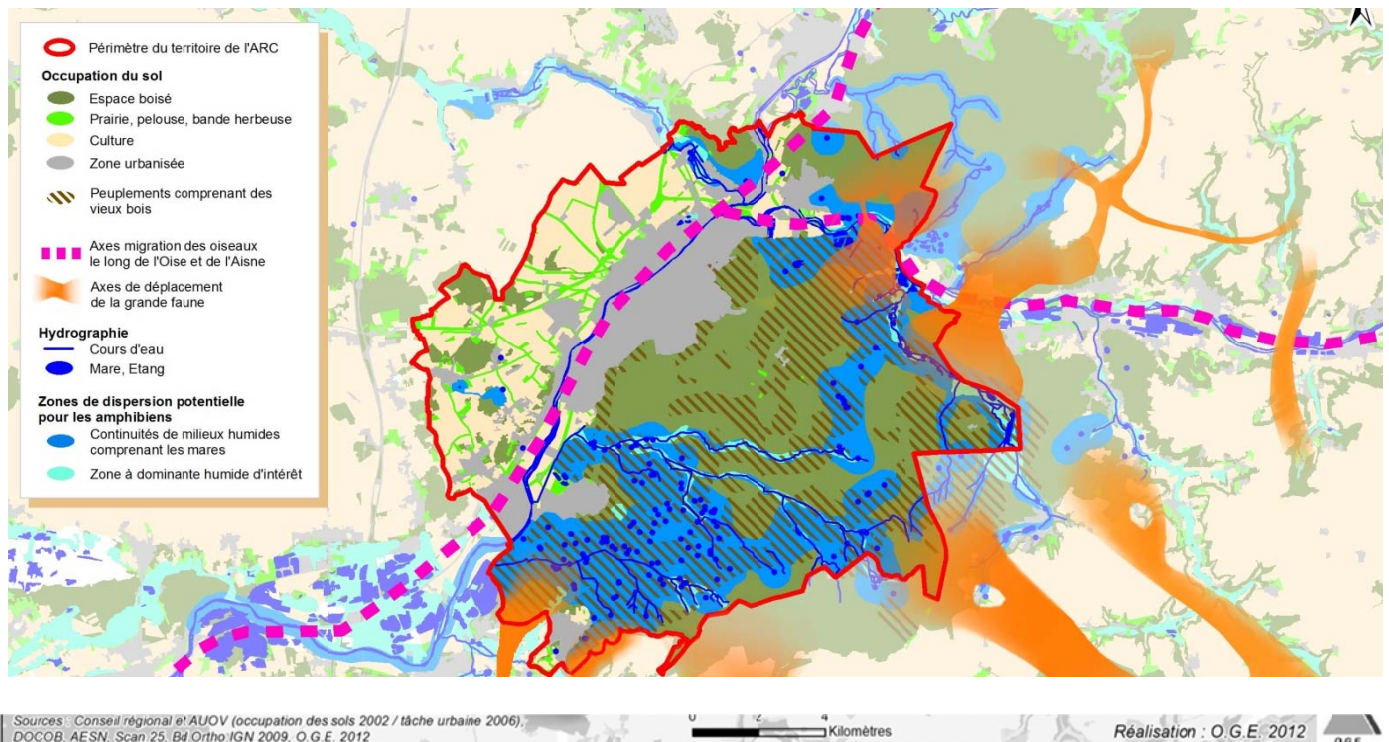 Périmètre du territoire de l'ARC
Occupation du sol
Espace boisé
Prairie, pelouse, bande herbeuse
Culture
Zone urbanisée
Peuplements comprenant des
vieux bois
Axes migration des oiseaux
le long de l'Oise et de l'Aisne
Axes de déplacement
de la grande faune
Hydrographie
Cours d'eau
Mare, Etang
Zones de dispersion potentielle
pour les amphibiens
Continuités de milieux humides
comprenant les mares
Zone à dominante humide d'intérêt
Sources : Conseil régional et AUOV (occupation des sols 2002 / tâche urbaine 2006),
DOCOB, AESN, Scan 25, Bd Ortho IGN 2009, O.G.E. 2012
0 2 4
Kilomètres
Réalisation : O.G.E. 2012
O.G.E.